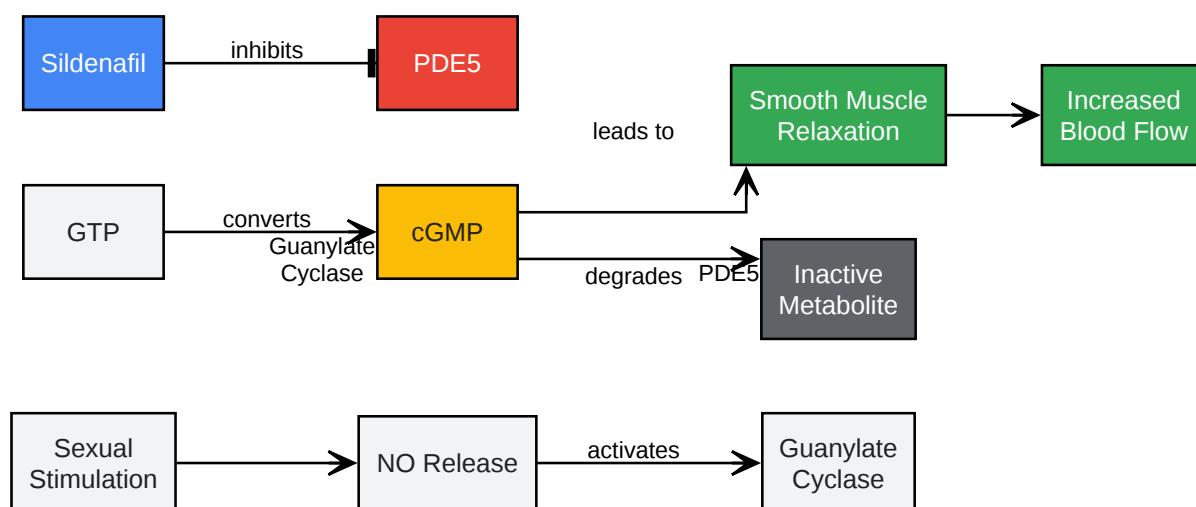 Sildenafil
inhibits
PDE5
Smooth Muscle
Relaxation
Increased
Blood Flow
leads to
GTP
converts
Guanylate
Cyclase
cGMP
degrades
PDE5
Inactive
Metabolite
Sexual
Stimulation
NO Release
activates
Guanylate
Cyclase